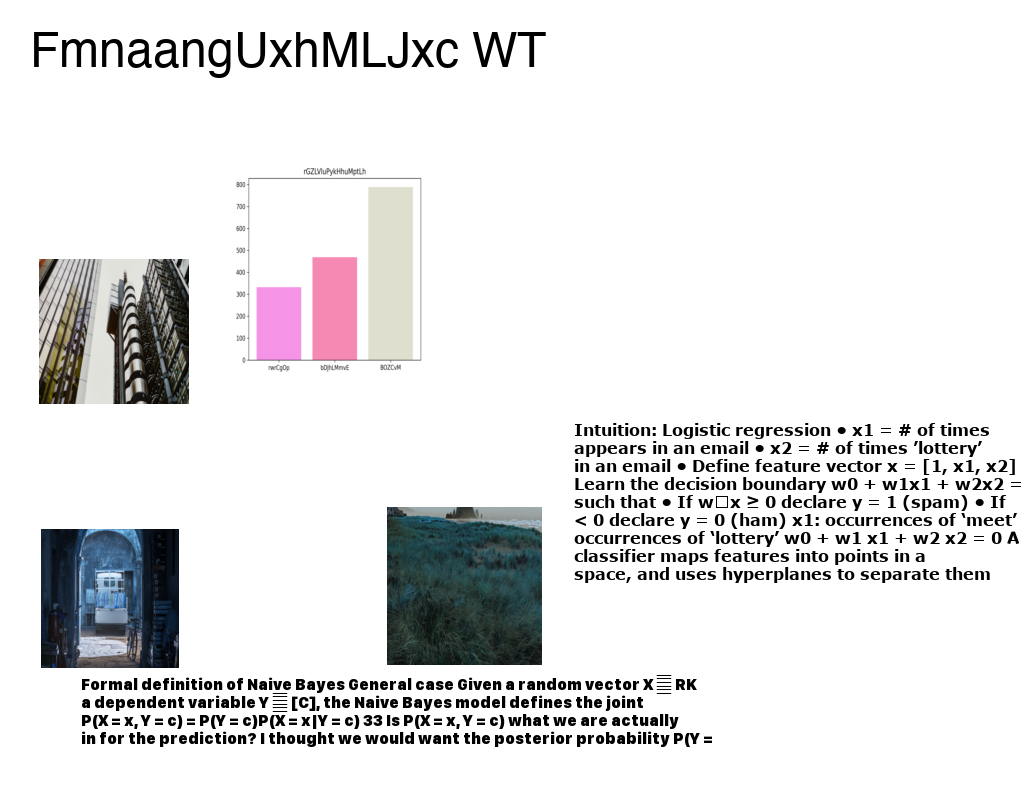 FmnaangUxhMLJxc WT
rGZLVluPykHhuMptLh
800
700
600
500
400
300
200
100
0
rwrCgOp bDJhLMmvE BOZCvM
Intuition: Logistic regression • x1 = # of times
appears in an email • x2 = # of times ’lottery’
in an email • Define feature vector x = [1, x1, x2]
Learn the decision boundary w0 + w1x1 + w2x2 =
such that • If w□x ≥ 0 declare y = 1 (spam) • If
< 0 declare y = 0 (ham) x1: occurrences of ‘meet’
occurrences of ‘lottery’ w0 + w1 x1 + w2 x2 = 0 A
classifier maps features into points in a
space, and uses hyperplanes to separate them
Formal definition of Naive Bayes General case Given a random vector X RK
a dependent variable Y [C], the Naive Bayes model defines the joint
P(X = x, Y = c) = P(Y = c)P(X = x|Y = c) 33 Is P(X = x, Y = c) what we are actually
in for the prediction? I thought we would want the posterior probability P(Y =